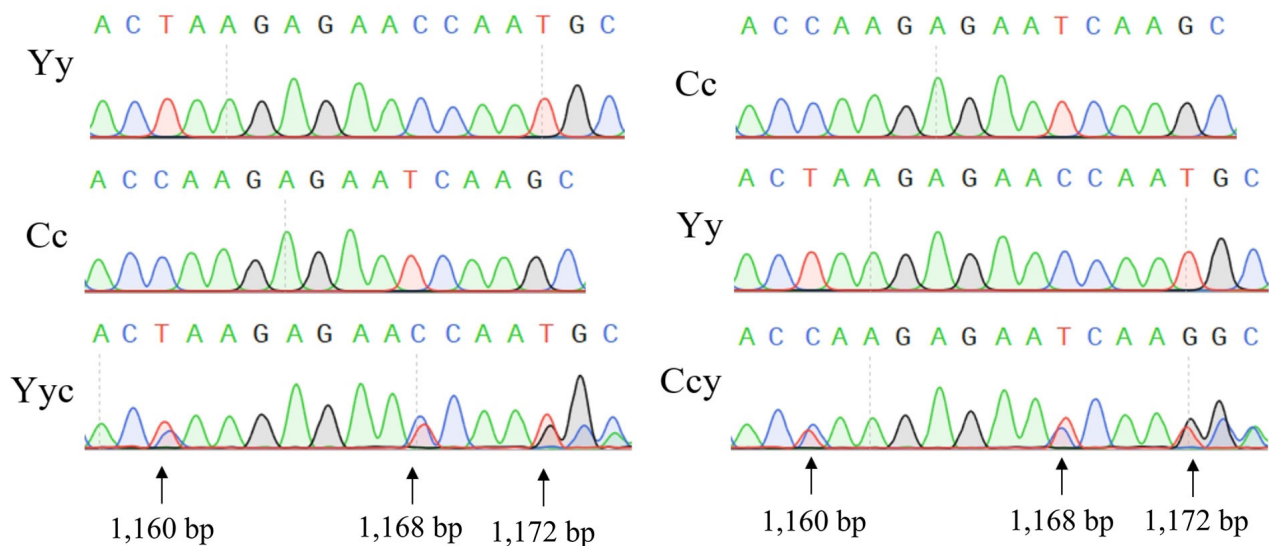 A C T A A G A G A A C C A A T G C
Yy
A C C A A G A G A A T C A A G C
Cc
A C T A A G A G A A C C A A T G C
Yyc
1,160 bp
1,168 bp
1,172 bp
A C C A A G A G A A T C A A G C
Cc
A C T A A G A G A A C C A A T G C
Yy
A C C A A G A G A A T C A A G G C
Ccy
1,160 bp
1,168 bp
1,172 bp